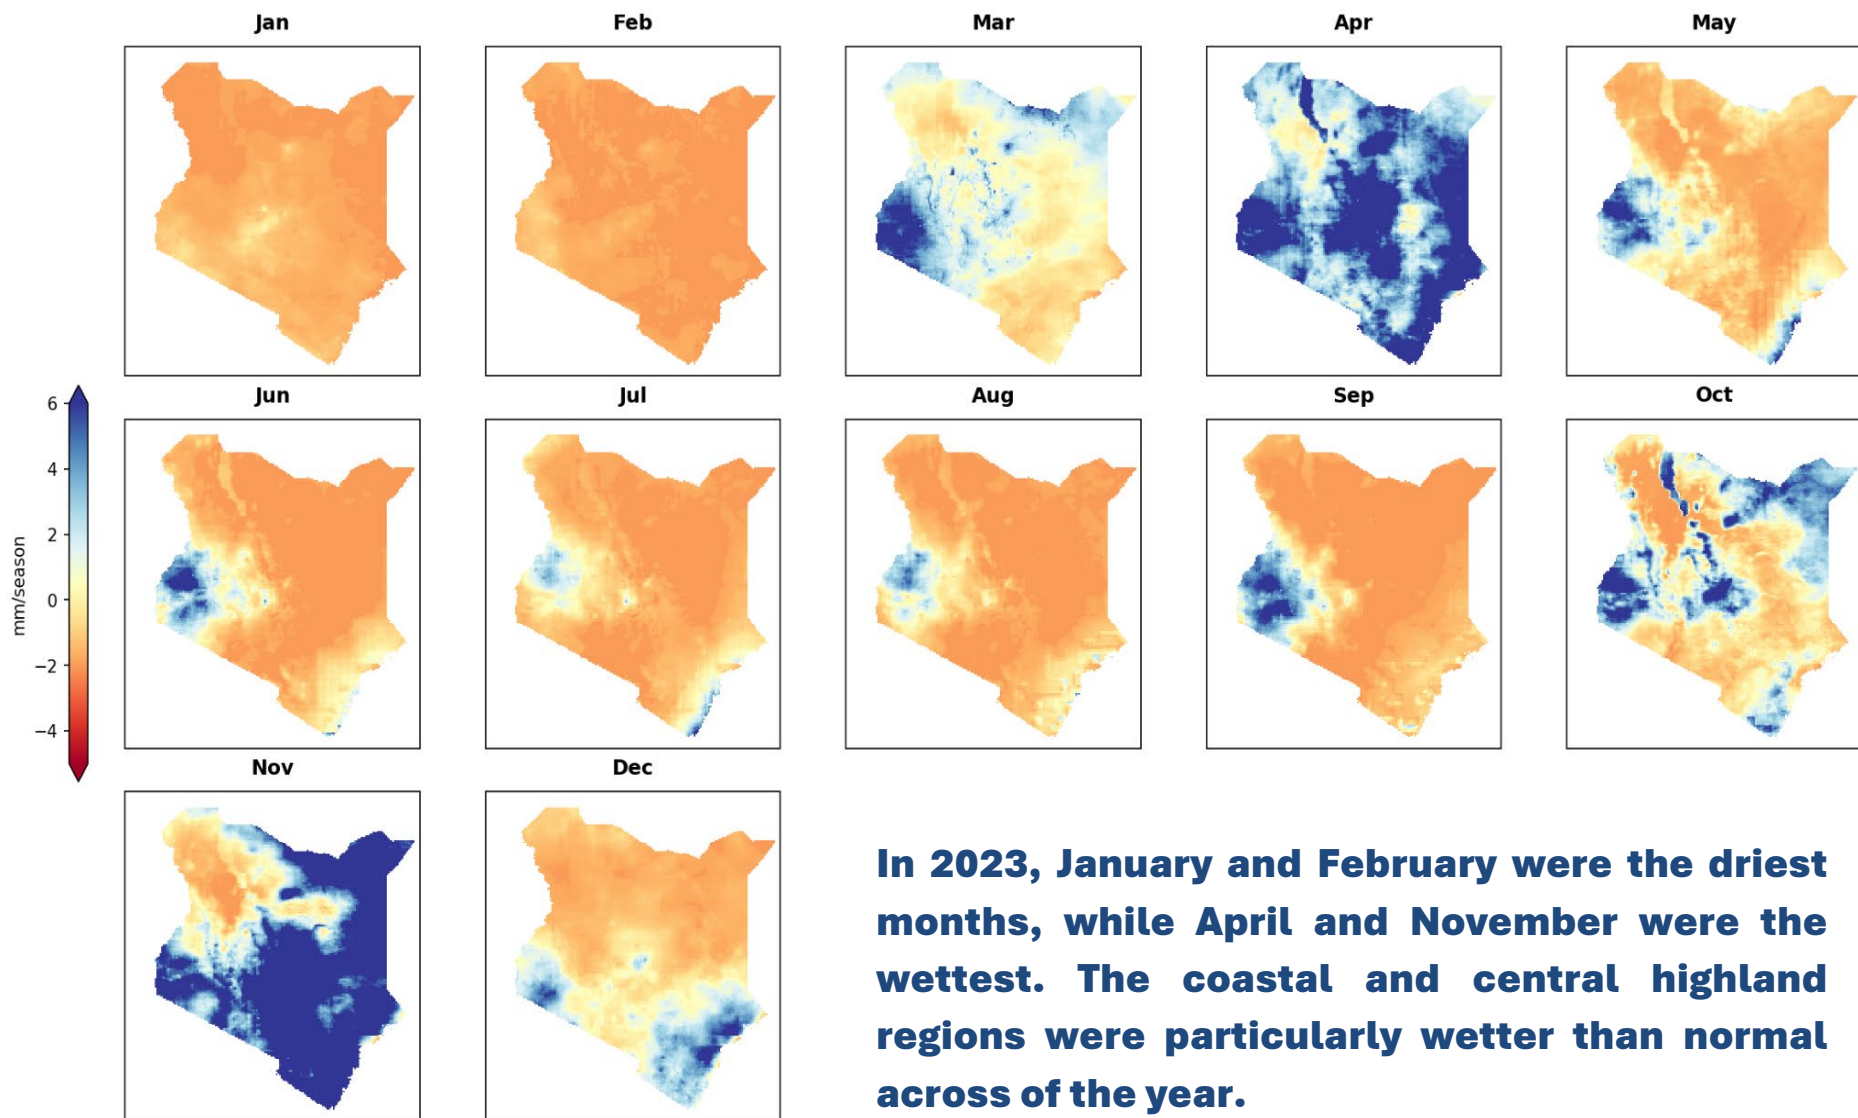 Jan
Feb
Mar
Apr
May
Jun
Jul
Aug
Sep
Oct
6
4
2
0
−2
−4
mm/season
Nov
Dec
In 2023, January and February were the driest
months, while April and November were the
wettest. The coastal and central highland
regions were particularly wetter than normal
across of the year.